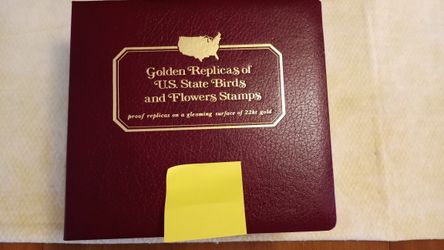 Golden Replicas of
U.S. State Birds
and Flowers Stamps
proof replicas on a gleaming surface of 22kt gold